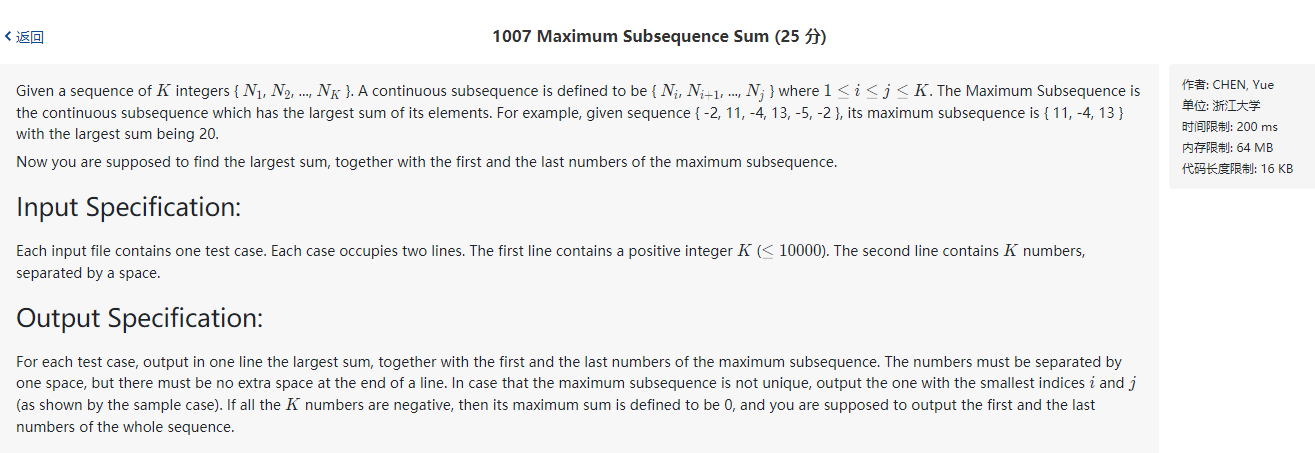 返回
1007 Maximum Subsequence Sum (25 分)
Given a sequence of K integers { N1, N2, ..., NK }. A continuous subsequence is defined to be { Ni, Ni+1, ..., Nj } where 1 ≤ i ≤ j ≤ K. The Maximum Subsequence is
the continuous subsequence which has the largest sum of its elements. For example, given sequence { -2, 11, -4, 13, -5, -2 }, its maximum subsequence is { 11, -4, 13 }
with the largest sum being 20.
Now you are supposed to find the largest sum, together with the first and the last numbers of the maximum subsequence.
Input Specification:
Each input file contains one test case. Each case occupies two lines. The first line contains a positive integer K (≤ 10000). The second line contains K numbers,
separated by a space.
Output Specification:
For each test case, output in one line the largest sum, together with the first and the last numbers of the maximum subsequence. The numbers must be separated by
one space, but there must be no extra space at the end of a line. In case that the maximum subsequence is not unique, output the one with the smallest indices i and j
(as shown by the sample case). If all the K numbers are negative, then its maximum sum is defined to be 0, and you are supposed to output the first and the last
numbers of the whole sequence.
作者: CHEN, Yue
单位: 浙江大学
时间限制: 200 ms
内存限制: 64 MB
代码长度限制: 16 KB